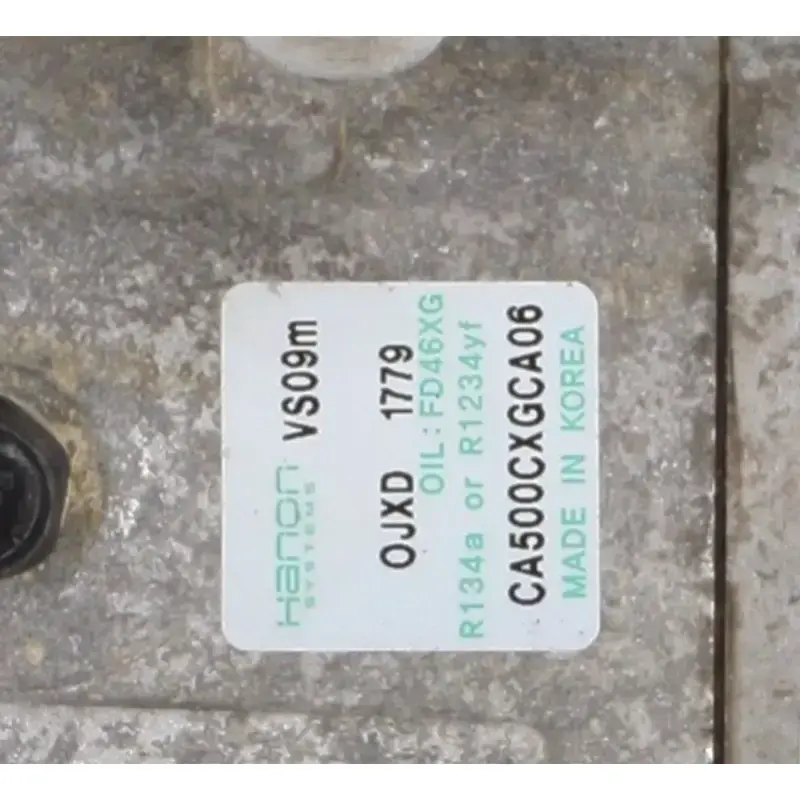 Hanon VS09m
SYSTEMS
OJXD 1779
OIL: FD46XG
R134a or R1234yf
CA500CXGCA06
MADE IN KOREA